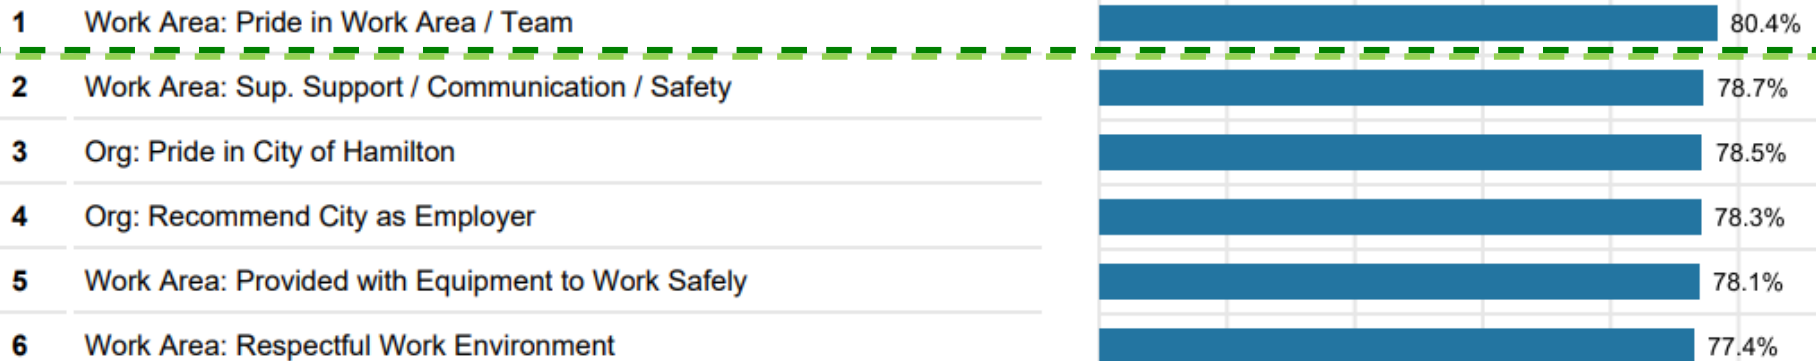 1 Work Area: Pride in Work Area / Team 80.4%
2 Work Area: Sup. Support / Communication / Safety 78.7%
3 Org: Pride in City of Hamilton 78.5%
4 Org: Recommend City as Employer 78.3%
5 Work Area: Provided with Equipment to Work Safely 78.1%
6 Work Area: Respectful Work Environment 77.4%